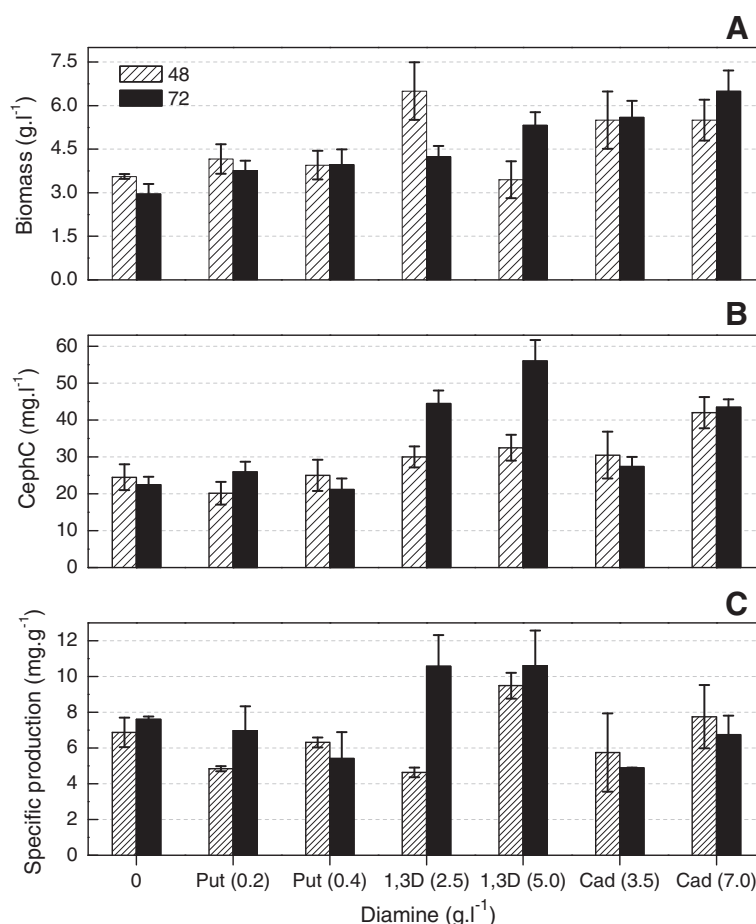 A
7.5
6.0
4.5
3.0
1.5
0.0
Biomass (g.l⁻¹)
48
72
B
60
50
40
30
20
10
0
CephC (mg.l⁻¹)
C
12
10
8
6
4
2
0
Specific production (mg.g⁻¹)
0 Put (0.2) Put (0.4) 1,3D (2.5) 1,3D (5.0) Cad (3.5) Cad (7.0)
Diamine (g.l⁻¹)